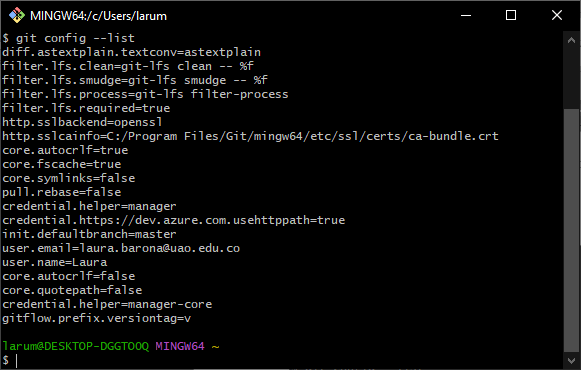 MINGW64:/c/Users/larum
$ git config --list
diff.astextplain.textconv=astextplain
filter.lfs.clean=git-lfs clean -- %f
filter.lfs.smudge=git-lfs smudge -- %f
filter.lfs.process=git-lfs filter-process
filter.lfs.required=true
http.sslbackend=openssl
http.sslcainfo=C:/Program Files/Git/mingw64/etc/ssl/certs/ca-bundle.crt
core.autocrlf=true
core.fscache=true
core.symlinks=false
pull.rebase=false
credential.helper=manager
credential.https://dev.azure.com.usehttppath=true
init.defaultbranch=master
user.email=laura.barona@uao.edu.co
user.name=Laura
core.autocrlf=false
core.quotepath=false
credential.helper=manager-core
gitflow.prefix.versiontag=v
larum@DESKTOP-DGGTOOQ MINGW64 ~
$